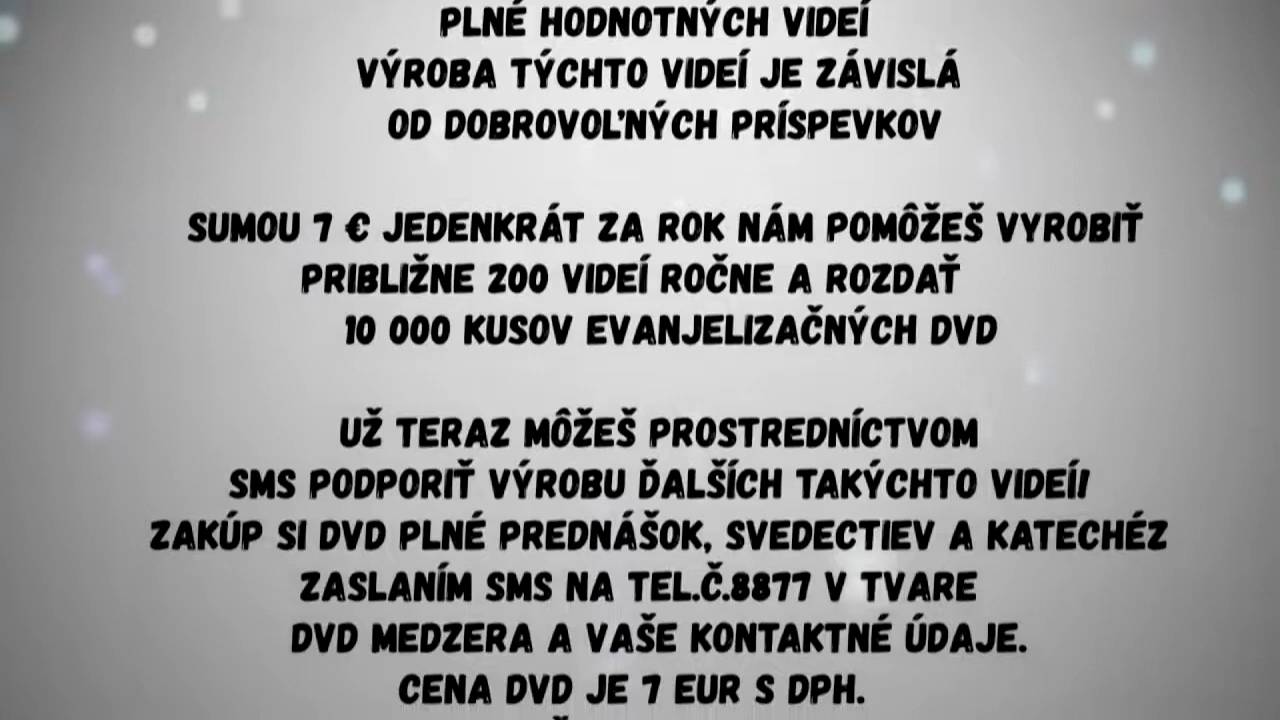 PLNÉ HODNOTNÝCH VIDEÍ
VÝROBA TÝCHTO VIDEÍ JE ZÁVISLÁ
OD DOBROVOĽNÝCH PRÍSPEVKOV
SUMOU 7 € JEDENKRÁT ZA ROK NÁM POMÔŽEŠ VYROBIŤ
PRIBLIŽNE 200 VIDEÍ ROČNE A ROZDAŤ
10 000 KUSOV EVANJELIZAČNÝCH DVD
UŽ TERAZ MÔŽEŠ PROSTREDNÍCTVOM
SMS PODPORIŤ VÝROBU ĎALŠÍCH TAKÝCHTO VIDEÍ!
ZAKÚP SI DVD PLNÉ PREDNÁŠOK, SVEDECTIEV A KATECHÉZ
ZASLANÍM SMS NA TEL.Č.8877 V TVARE
DVD MEDZERA A VAŠE KONTAKTNÉ ÚDAJE.
CENA DVD JE 7 EUR S DPH.